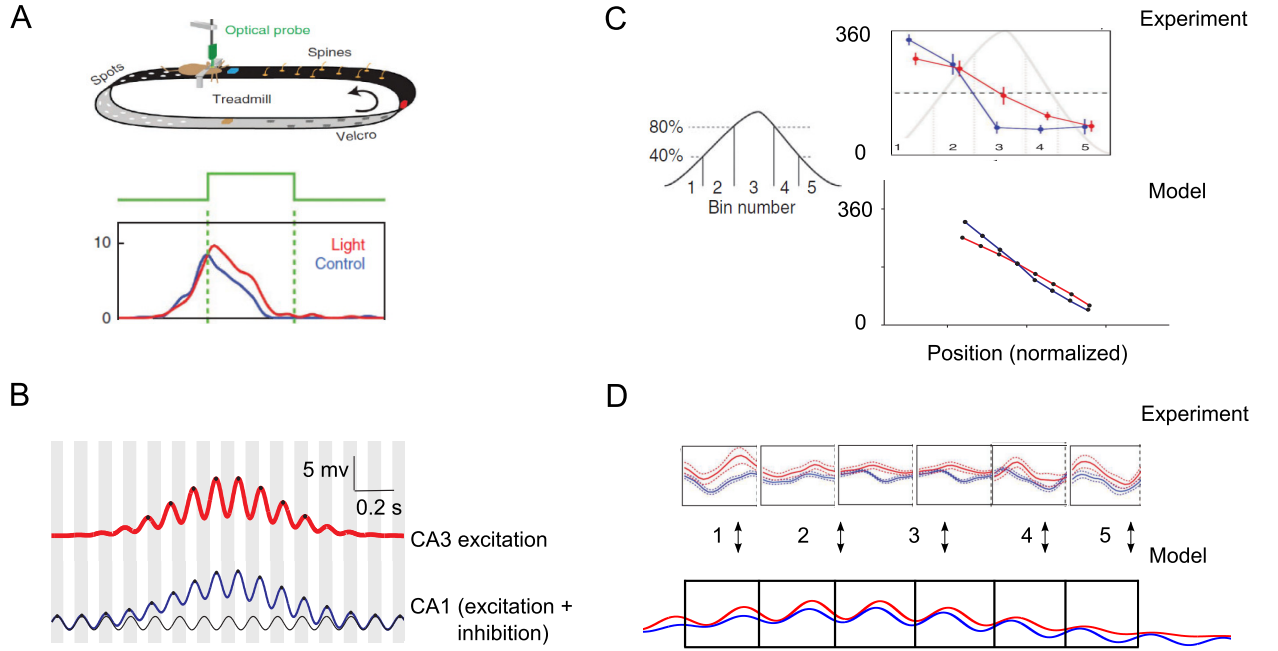 A
Optical probe
Spines
Spots
Treadmill
Velcro
10
Light
Control
0
B
5 mv
0.2 s
CA3 excitation
CA1 (excitation +
inhibition)
C
Experiment
360
80%
40%
1 2 3 4 5
Bin number
1 2 3 4 5
0
Model
360
0
Position (normalized)
D
Experiment
1 2 3 4 5
Model